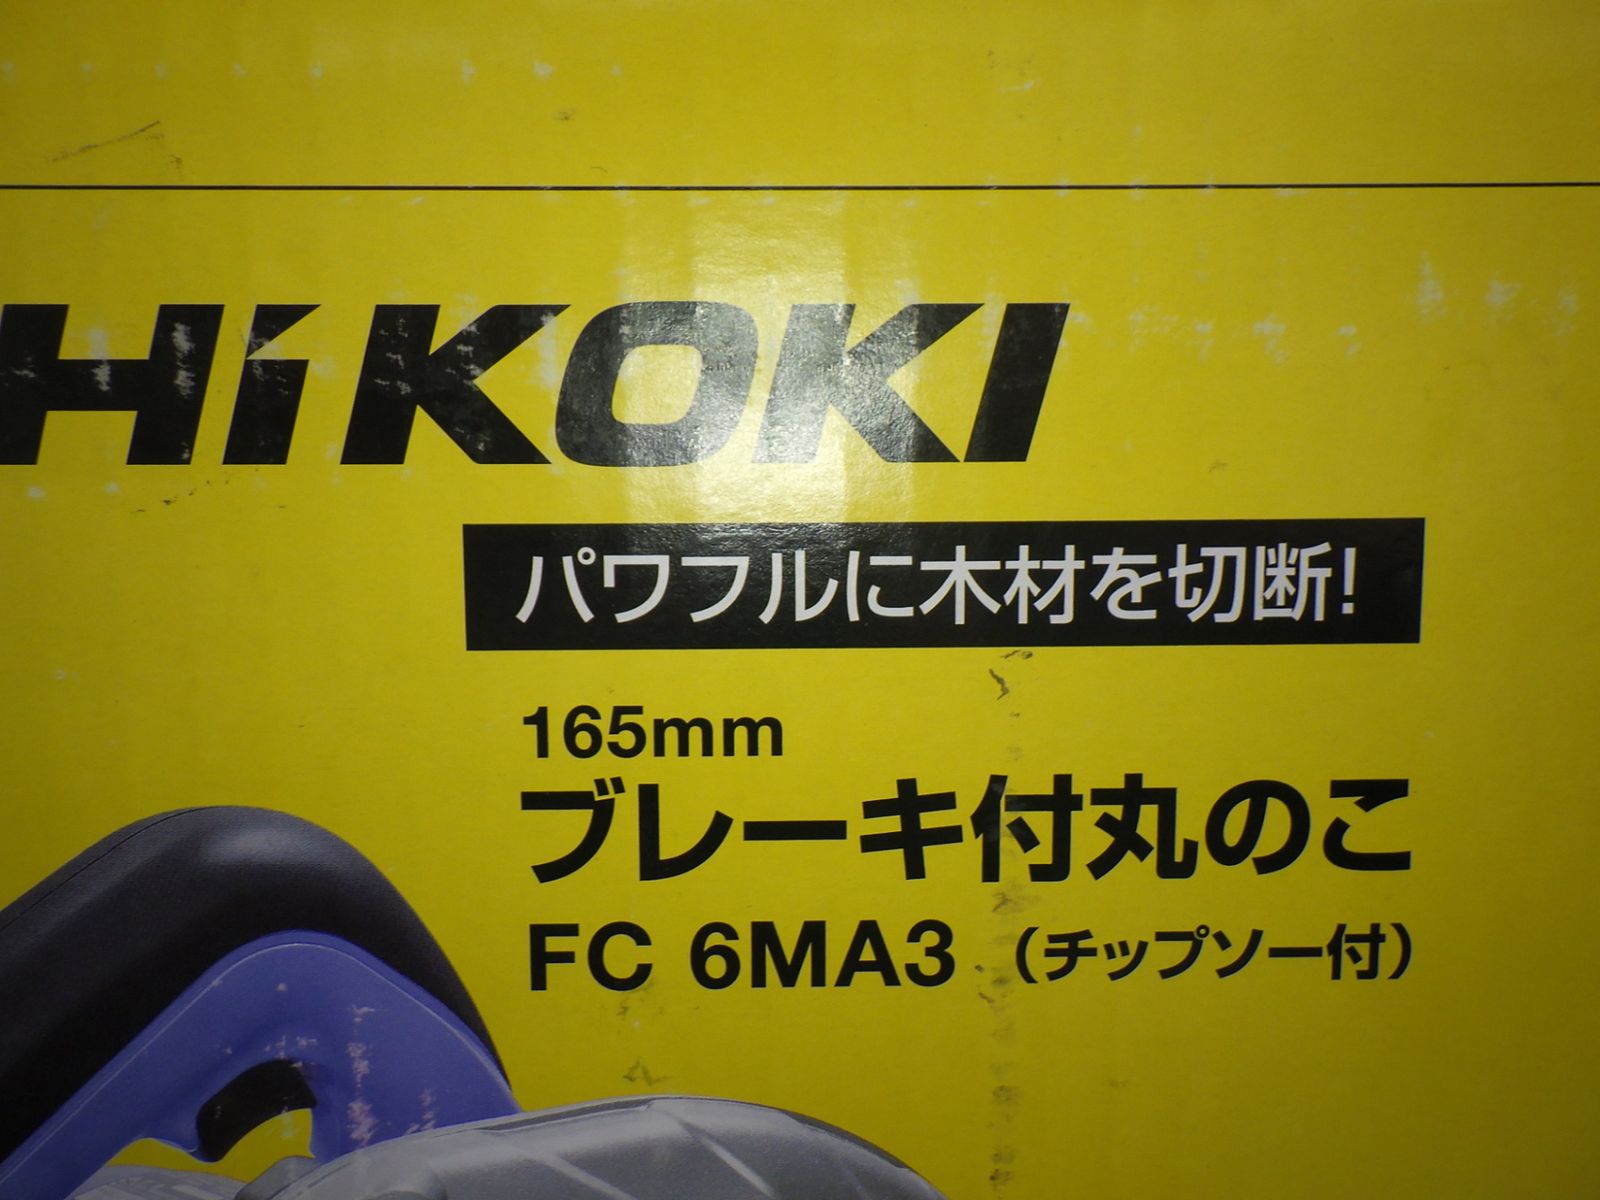 HiKOKI
パワフルに木材を切断!
165mm
ブレーキ付丸のこ
FC 6MA3 (チップソー付)